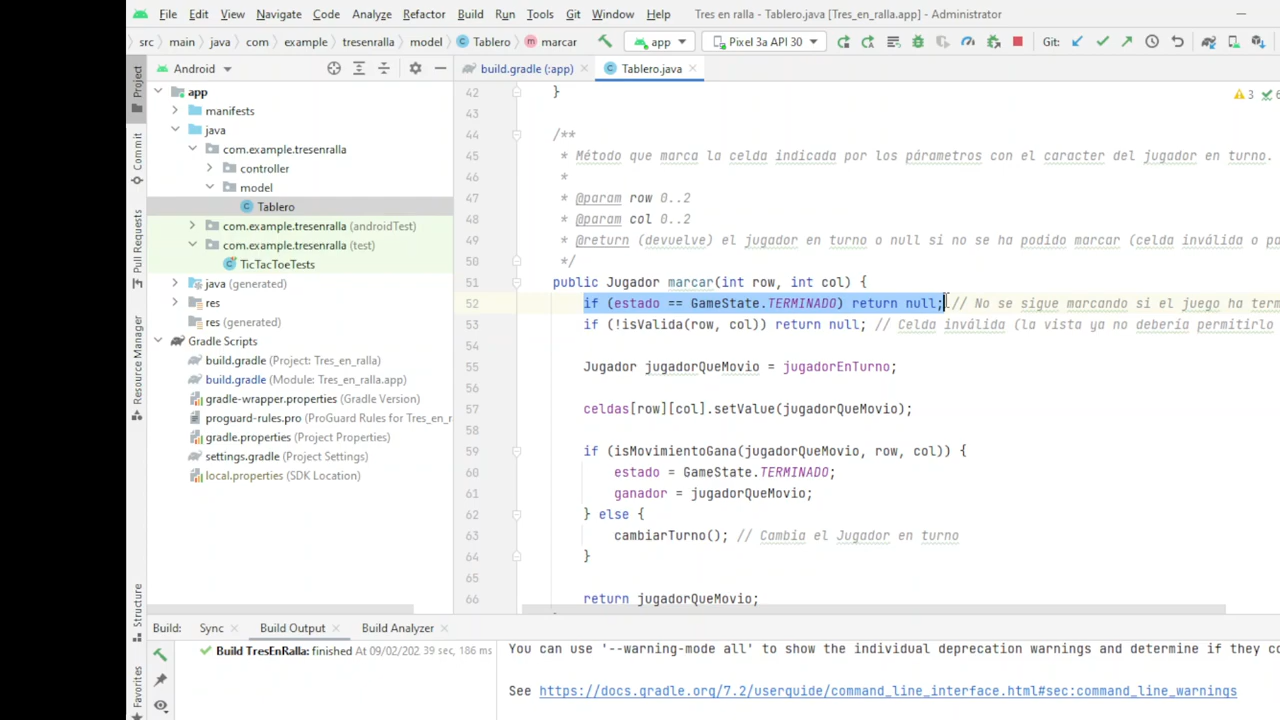 File Edit View Navigate Code Analyze Refactor Build Run Tools Git Window Help Tres en ralla - Tablero.java [Tres_en_ralla.app] - Administrator
src main java com example tresenralla model Tablero marcar app Pixel 3a API 30 Git:
Android
build.gradle (:app) Tablero.java
Project
Commit
Pull Requests
Resource Manager
Structure
Favorites
app
manifests
java
com.example.tresenralla
controller
model
Tablero
com.example.tresenralla (androidTest)
com.example.tresenralla (test)
TicTacToeTests
java (generated)
res
res (generated)
Gradle Scripts
build.gradle (Project: Tres_en_ralla)
build.gradle (Module: Tres_en_ralla.app)
gradle-wrapper.properties (Gradle Version)
proguard-rules.pro (ProGuard Rules for Tres_en_r
gradle.properties (Project Properties)
settings.gradle (Project Settings)
local.properties (SDK Location)
3 6
42 }
43
44 /**
45 * Método que marca la celda indicada por los párametros con el caracter del jugador en turno.
46 *
47 * @param row 0..2
48 * @param col 0..2
49 * @return (devuelve) el jugador en turno o null si no se ha podido marcar (celda inválida o pa
50 */
51 public Jugador marcar(int row, int col) {
52 if (estado == GameState.TERMINADO) return null; // No se sigue marcando si el juego ha term
53 if (!isValida(row, col)) return null; // Celda inválida (la vista ya no debería permitirlo
54
55 Jugador jugadorQueMovio = jugadorEnTurno;
56
57 celdas[row][col].setValue(jugadorQueMovio);
58
59 if (isMovimientoGana(jugadorQueMovio, row, col)) {
60 estado = GameState.TERMINADO;
61 ganador = jugadorQueMovio;
62 } else {
63 cambiarTurno(); // Cambia el Jugador en turno
64 }
65
66 return jugadorQueMovio;
Build: Sync Build Output Build Analyzer
Build TresEnRalla: finished At 09/02/202 39 sec, 186 ms
You can use '--warning-mode all' to show the individual deprecation warnings and determine if they co
See https://docs.gradle.org/7.2/userguide/command_line_interface.html#sec:command_line_warnings